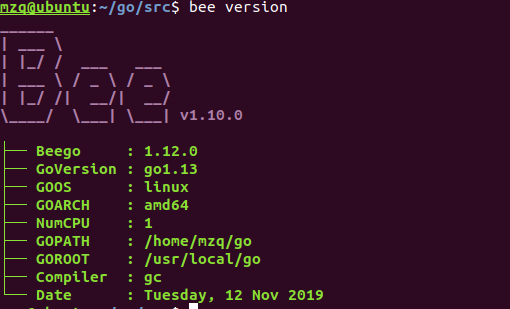 mzq@ubuntu:~/go/src$ bee version
______
| ___ \
| |_/ /  ___   ___
| ___ \ / _ \ / _ \
| |_/ /|  __/|  __/
\____/  \___| \___| v1.10.0
├── Beego     : 1.12.0
├── GoVersion : go1.13
├── GOOS      : linux
├── GOARCH    : amd64
├── NumCPU    : 1
├── GOPATH    : /home/mzq/go
├── GOROOT    : /usr/local/go
├── Compiler  : gc
└── Date      : Tuesday, 12 Nov 2019